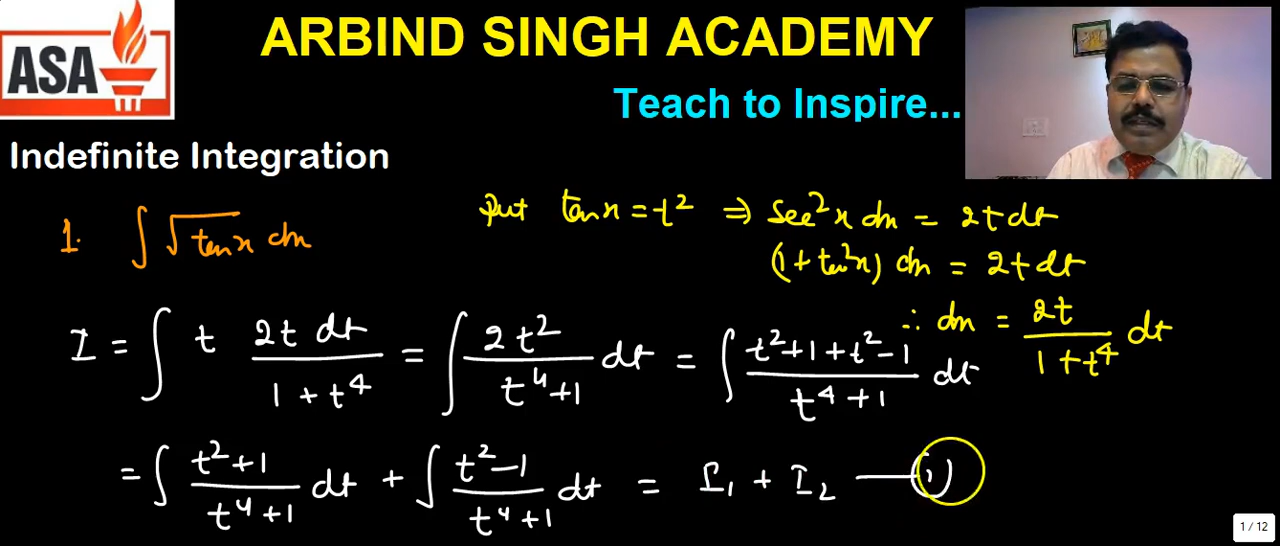 ASA
ARBIND SINGH ACADEMY
Teach to Inspire...
Indefinite Integration
1. ∫ √tanx dx
Put tanx = t² ⇒ sec²x dx = 2t dt
(1 + tan²x) dx = 2t dt
∴ dx = 2t / (1 + t⁴) dt
I = ∫ t (2t dt) / (1 + t⁴) = ∫ 2t² / (t⁴+1) dt = ∫ (t²+1+t²-1) / (t⁴+1) dt
= ∫ (t²+1) / (t⁴+1) dt + ∫ (t²-1) / (t⁴+1) dt = I₁ + I₂ —(1)
1 / 12